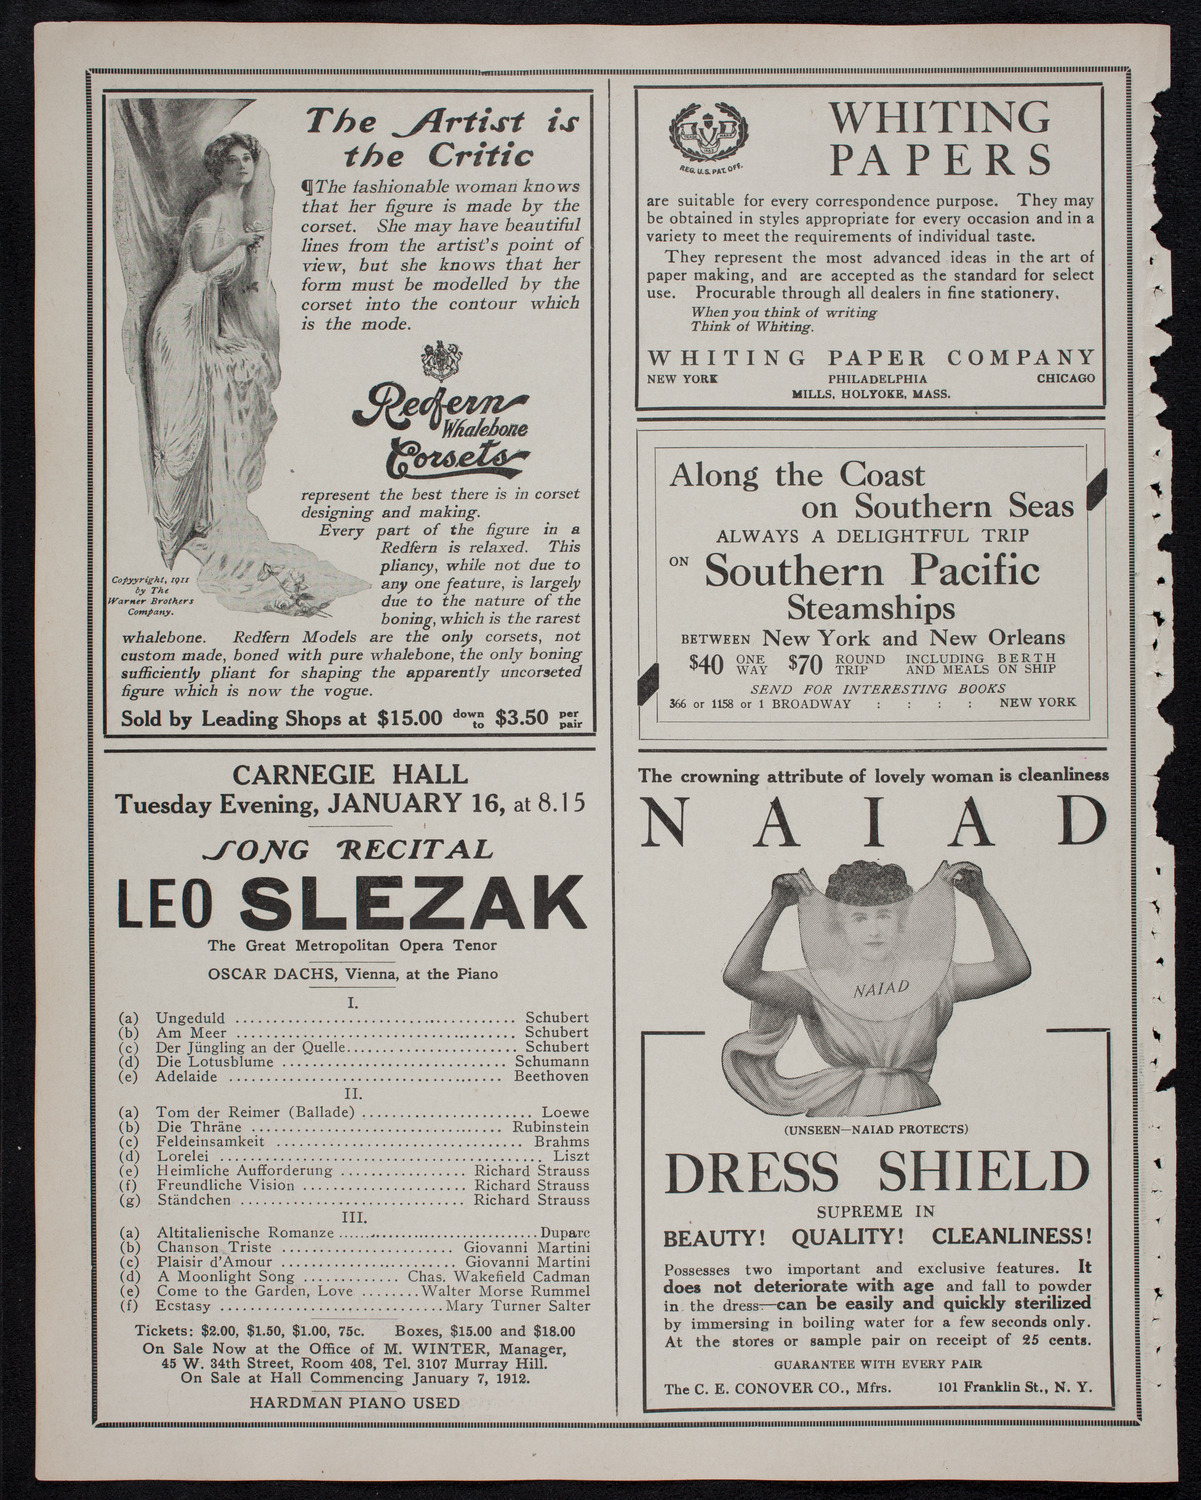 The Artist is
the Critic
¶The fashionable woman knows
that her figure is made by the
corset. She may have beautiful
lines from the artist's point of
view, but she knows that her
form must be modelled by the
corset into the contour which
is the mode.
Redfern
Whalebone
Corsets
represent the best there is in corset
designing and making.
Every part of the figure in a
Redfern is relaxed. This
pliancy, while not due to
any one feature, is largely
due to the nature of the
boning, which is the rarest
whalebone. Redfern Models are the only corsets, not
custom made, boned with pure whalebone, the only boning
sufficiently pliant for shaping the apparently uncorseted
figure which is now the vogue.
Copyyright, 1911
by The
Warner Brothers
Company.
Sold by Leading Shops at $15.00 down to $3.50 per pair
CARNEGIE HALL
Tuesday Evening, JANUARY 16, at 8.15
SONG RECITAL
LEO SLEZAK
The Great Metropolitan Opera Tenor
OSCAR DACHS, Vienna, at the Piano
I.
(a) Ungeduld ........ Schubert
(b) Am Meer ........ Schubert
(c) Der Jüngling an der Quelle........ Schubert
(d) Die Lotusblume ........ Schumann
(e) Adelaide ........ Beethoven
II.
(a) Tom der Reimer (Ballade) ........ Loewe
(b) Die Thräne ........ Rubinstein
(c) Feldeinsamkeit ........ Brahms
(d) Lorelei ........ Liszt
(e) Heimliche Aufforderung ........ Richard Strauss
(f) Freundliche Vision ........ Richard Strauss
(g) Ständchen ........ Richard Strauss
III.
(a) Altitalienische Romanze ........ Duparc
(b) Chanson Triste ........ Giovanni Martini
(c) Plaisir d'Amour ........ Giovanni Martini
(d) A Moonlight Song ........ Chas. Wakefield Cadman
(e) Come to the Garden, Love ........ Walter Morse Rummel
(f) Ecstasy ........ Mary Turner Salter
Tickets: $2.00, $1.50, $1.00, 75c. Boxes, $15.00 and $18.00
On Sale Now at the Office of M. WINTER, Manager,
45 W. 34th Street, Room 408, Tel. 3107 Murray Hill.
On Sale at Hall Commencing January 7, 1912.
HARDMAN PIANO USED
REG. U.S. PAT. OFF.
WHITING
PAPERS
are suitable for every correspondence purpose. They may
be obtained in styles appropriate for every occasion and in a
variety to meet the requirements of individual taste.
They represent the most advanced ideas in the art of
paper making, and are accepted as the standard for select
use. Procurable through all dealers in fine stationery.
When you think of writing
Think of Whiting.
WHITING PAPER COMPANY
NEW YORK PHILADELPHIA CHICAGO
MILLS, HOLYOKE, MASS.
Along the Coast
on Southern Seas
ALWAYS A DELIGHTFUL TRIP
ON Southern Pacific
Steamships
BETWEEN New York and New Orleans
$40 ONE WAY $70 ROUND TRIP INCLUDING BERTH AND MEALS ON SHIP
SEND FOR INTERESTING BOOKS
366 or 1158 or 1 BROADWAY : : : : NEW YORK
The crowning attribute of lovely woman is cleanliness
NAIAD
NAIAD
(UNSEEN—NAIAD PROTECTS)
DRESS SHIELD
SUPREME IN
BEAUTY! QUALITY! CLEANLINESS!
Possesses two important and exclusive features. It
does not deteriorate with age and fall to powder
in the dress—can be easily and quickly sterilized
by immersing in boiling water for a few seconds only.
At the stores or sample pair on receipt of 25 cents.
GUARANTEE WITH EVERY PAIR
The C. E. CONOVER CO., Mfrs. 101 Franklin St., N. Y.